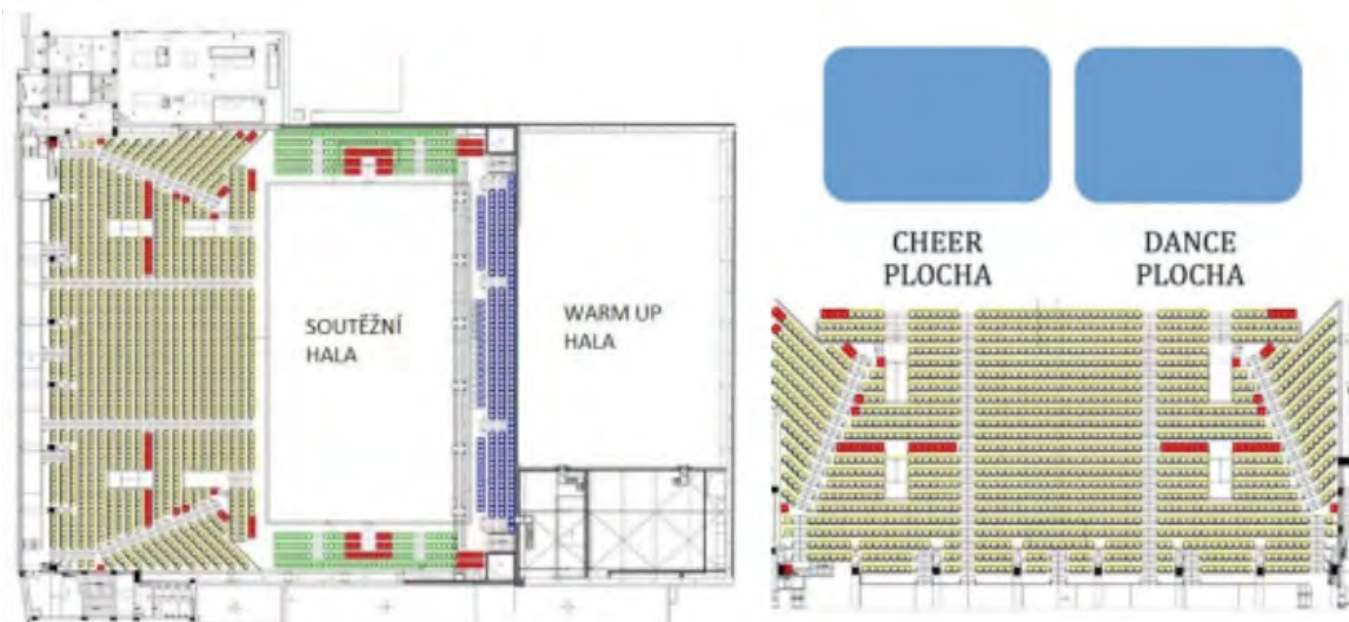 SOUTĚŽNÍ
HALA
WARM UP
HALA
CHEER
PLOCHA
DANCE
PLOCHA